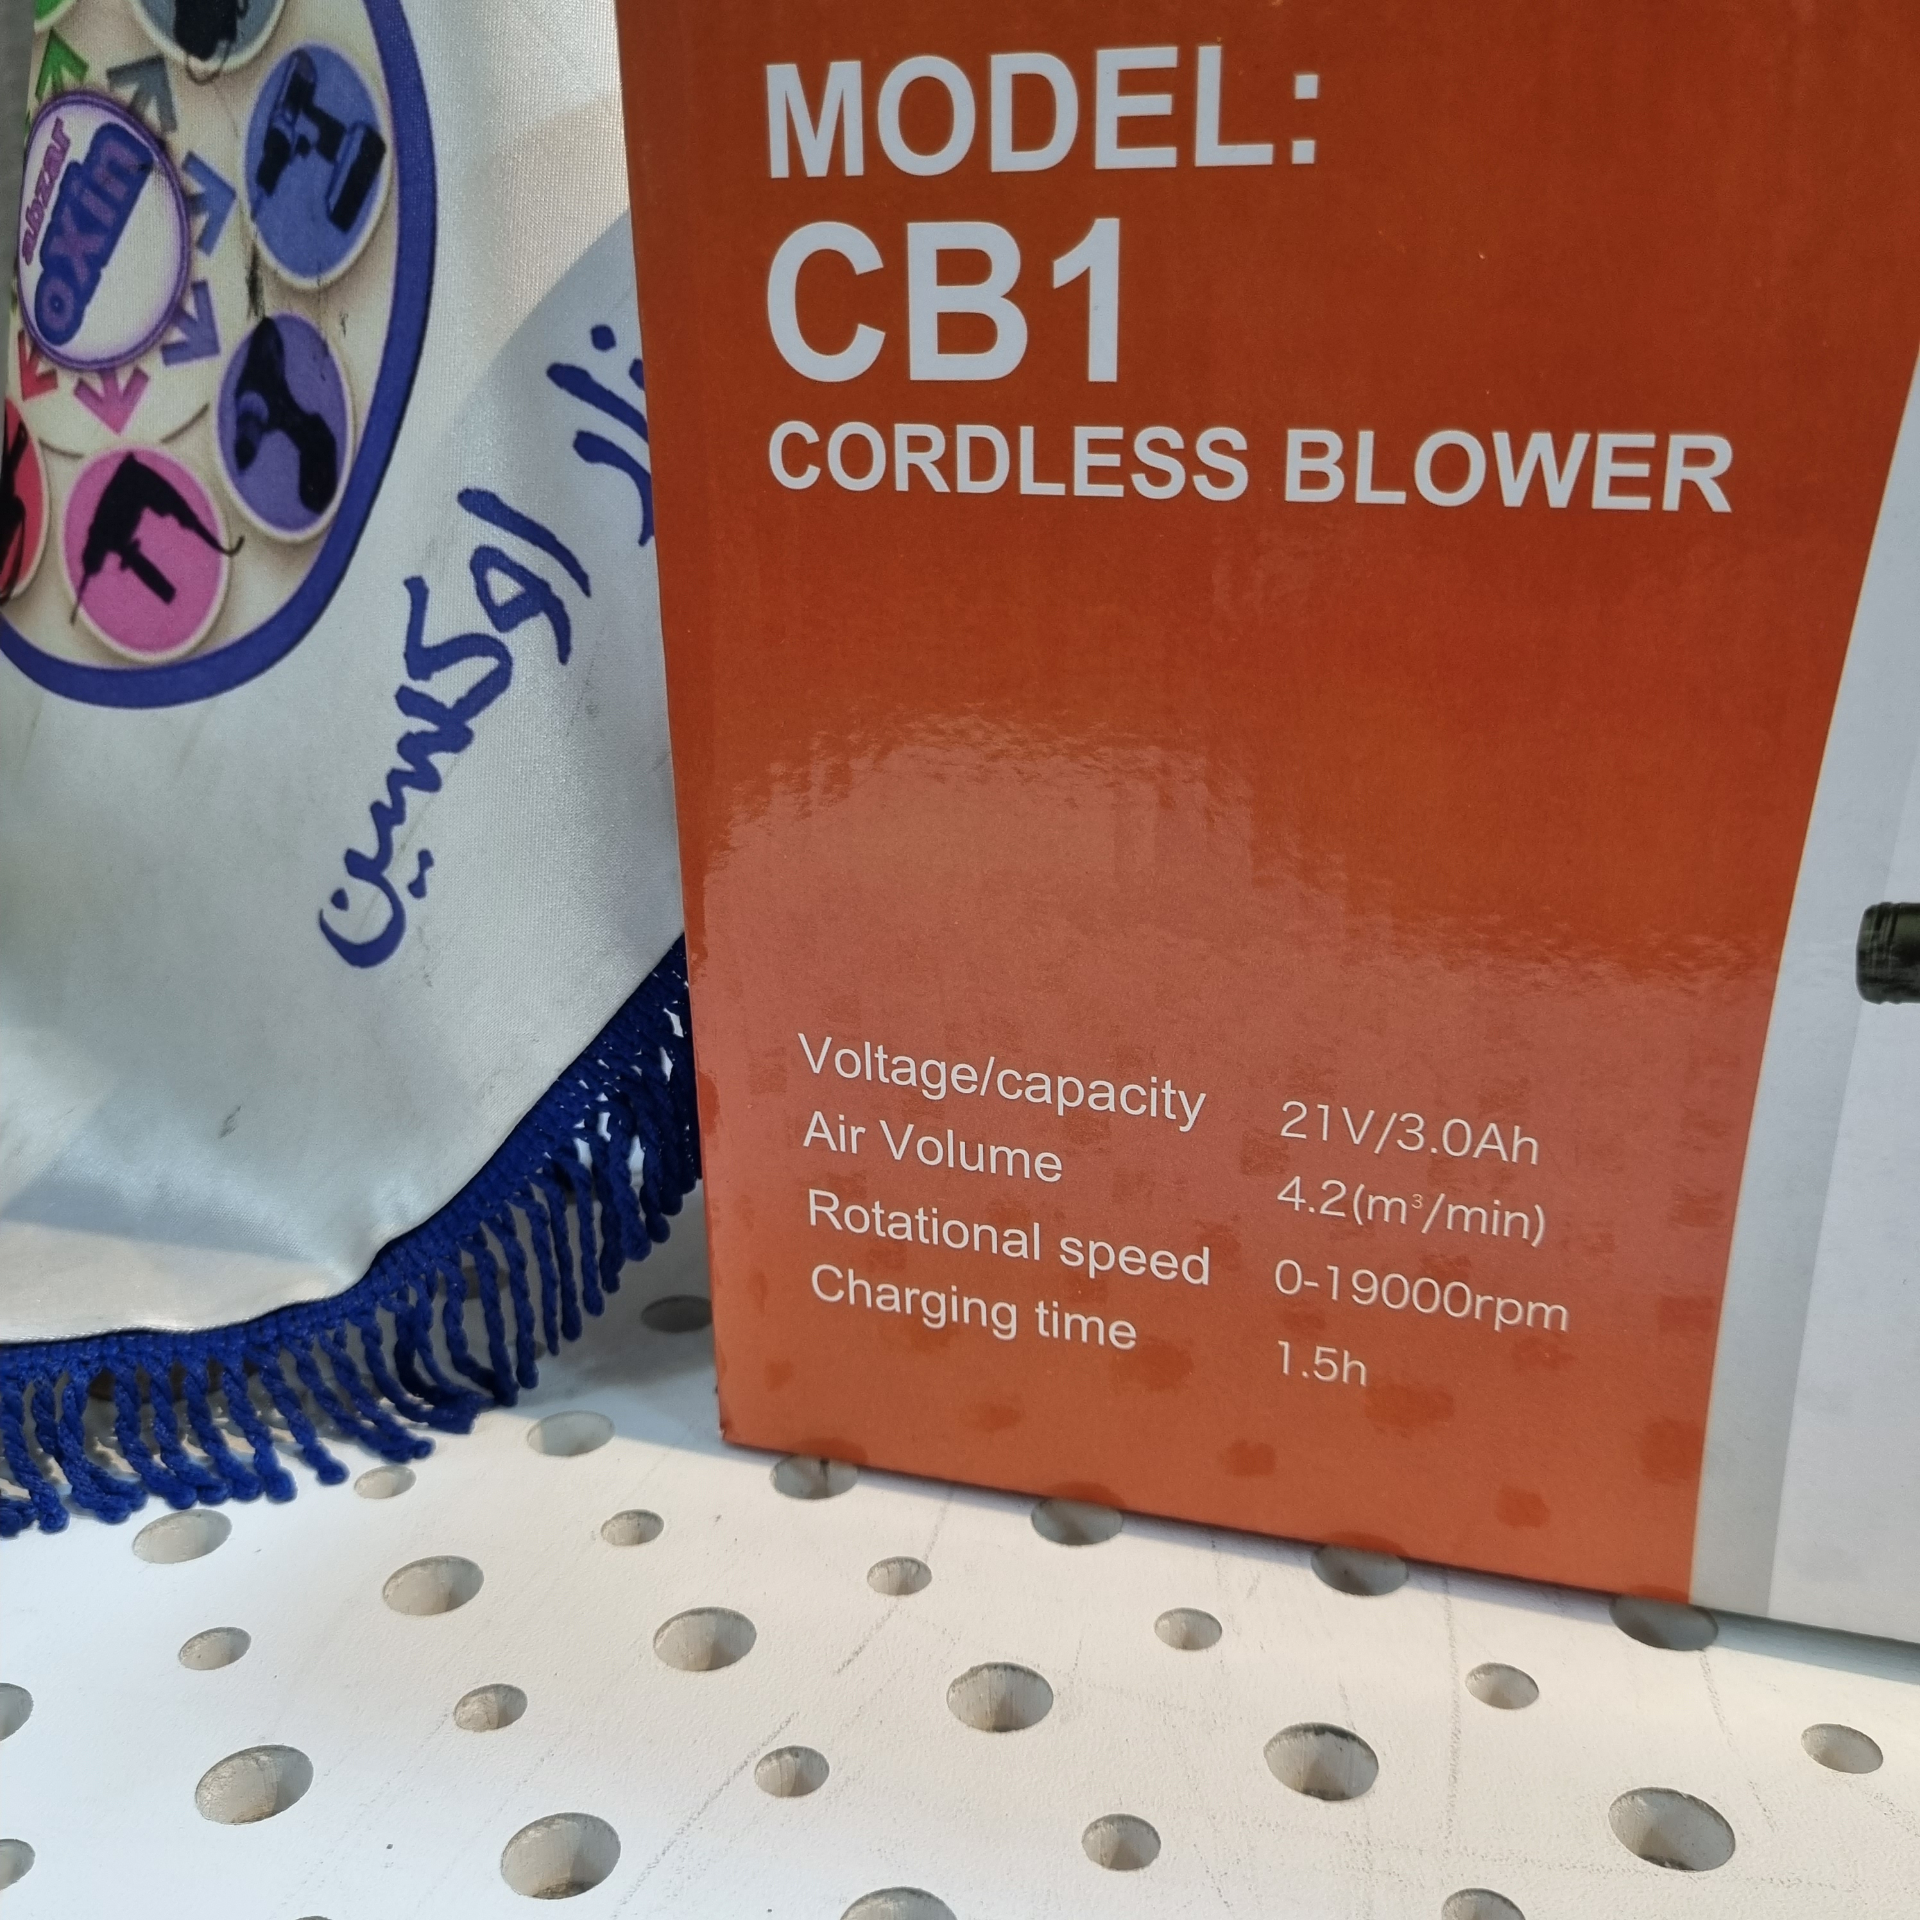 abzar
oxin
اوکسین
MODEL:
CB1
CORDLESS BLOWER
Voltage/capacity 21V/3.0Ah
Air Volume 4.2(m³/min)
Rotational speed 0-19000rpm
Charging time 1.5h